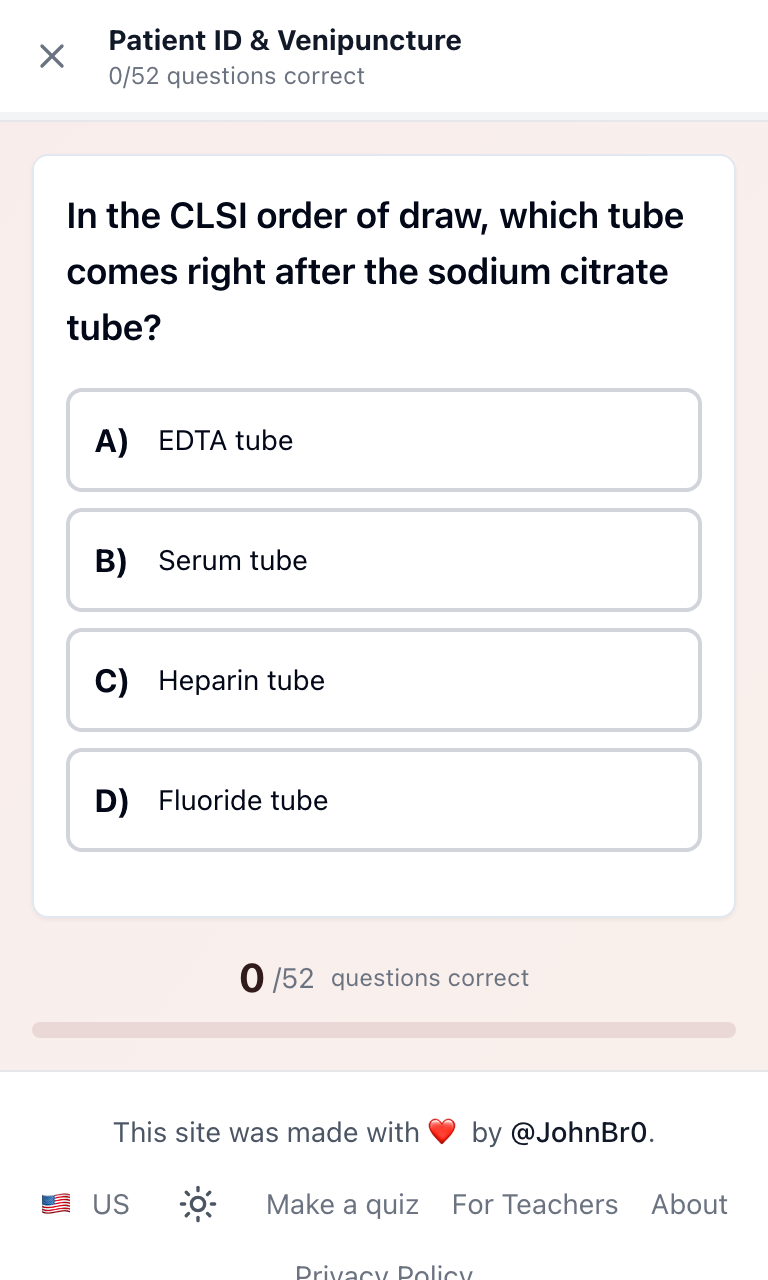 Patient ID & Venipuncture
0/52 questions correct
In the CLSI order of draw, which tube
comes right after the sodium citrate
tube?
A) EDTA tube
B) Serum tube
C) Heparin tube
D) Fluoride tube
0 /52 questions correct
This site was made with ❤️ by @JohnBr0.
🇺🇸 US Make a quiz For Teachers About
Privacy Policy